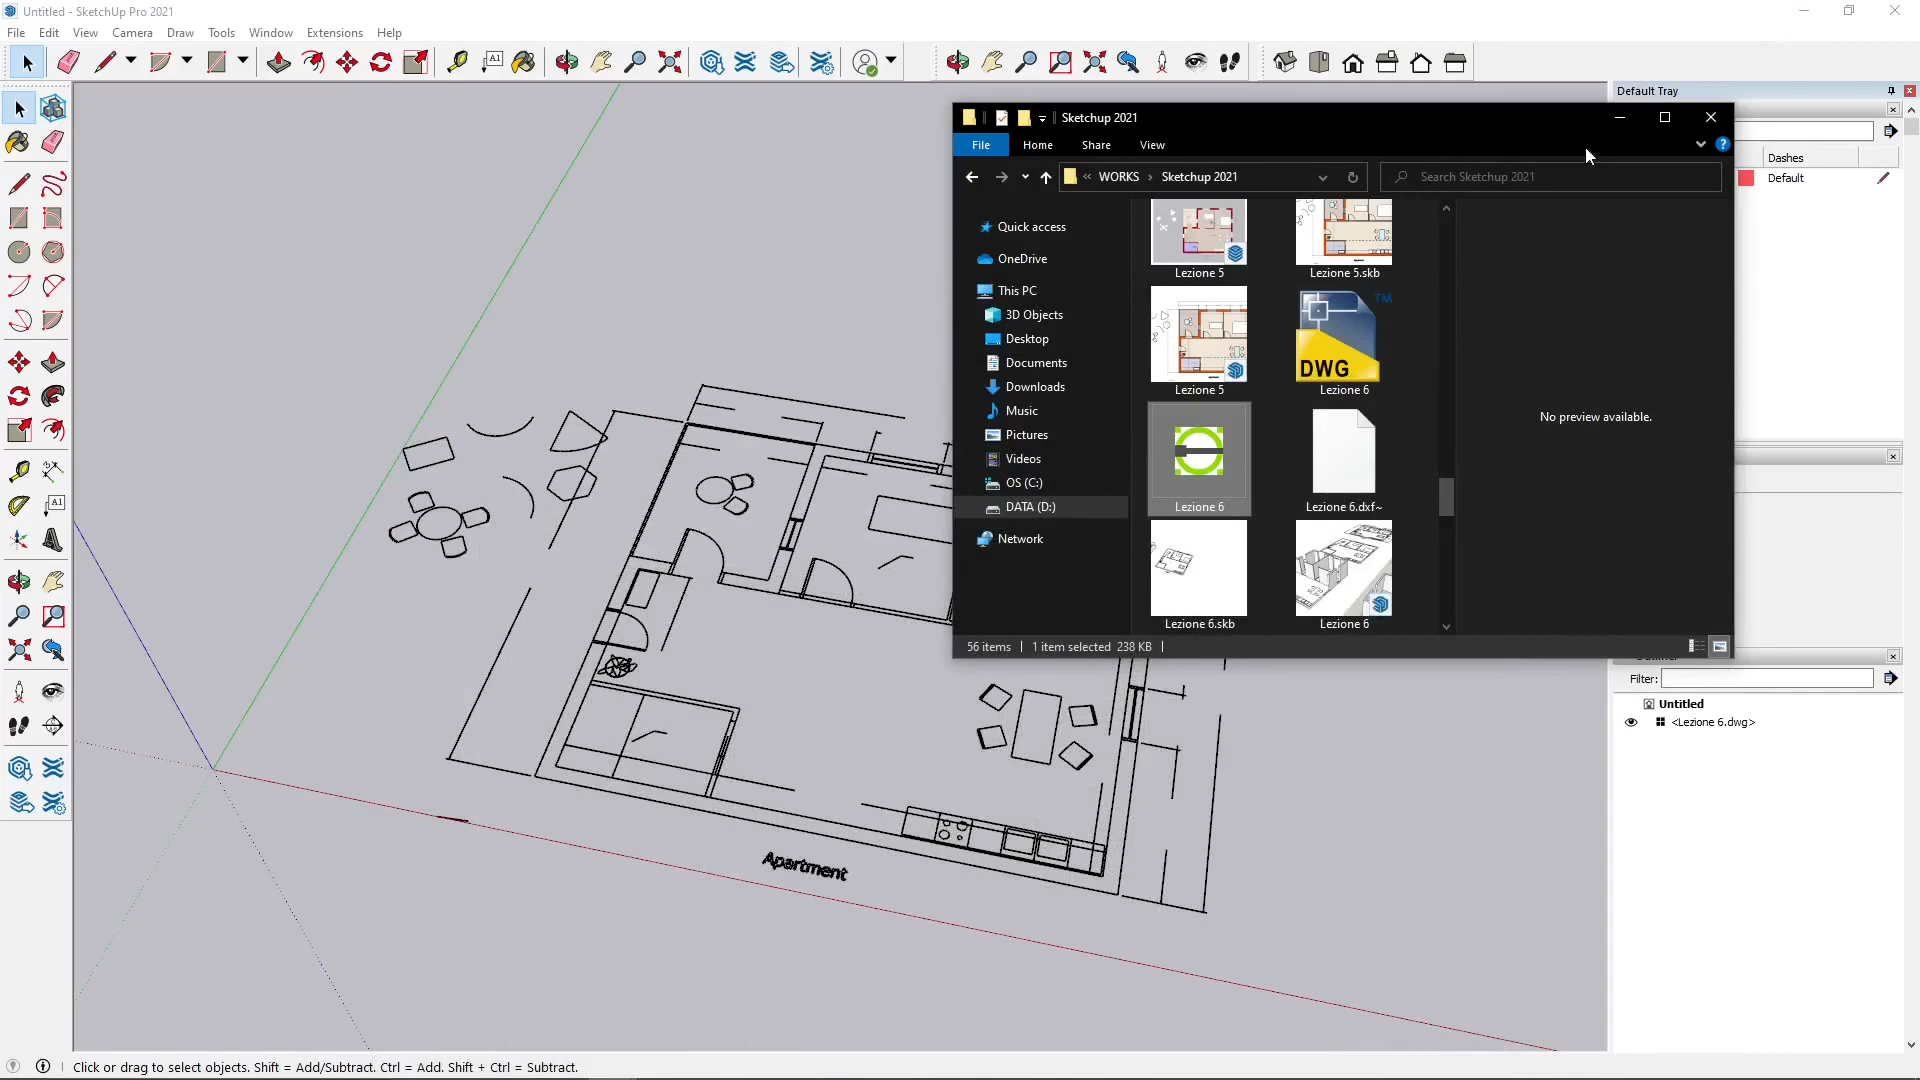 Untitled - SketchUp Pro 2021
File Edit View Camera Draw Tools Window Extensions Help
A1
Default Tray
Dashes
Default
Sketchup 2021
File Home Share View
« WORKS › Sketchup 2021
Search Sketchup 2021
Quick access
OneDrive
This PC
3D Objects
Desktop
Documents
Downloads
Music
Pictures
Videos
OS (C:)
DATA (D:)
Network
Lezione 5
Lezione 5.skb
Lezione 5
TM
DWG
Lezione 6
Lezione 6
Lezione 6.dxf~
Lezione 6.skb
Lezione 6
No preview available.
56 items
1 item selected 238 KB
A1
Filter:
Untitled
<Lezione 6.dwg>
Apartment
Click or drag to select objects. Shift = Add/Subtract. Ctrl = Add. Shift + Ctrl = Subtract.